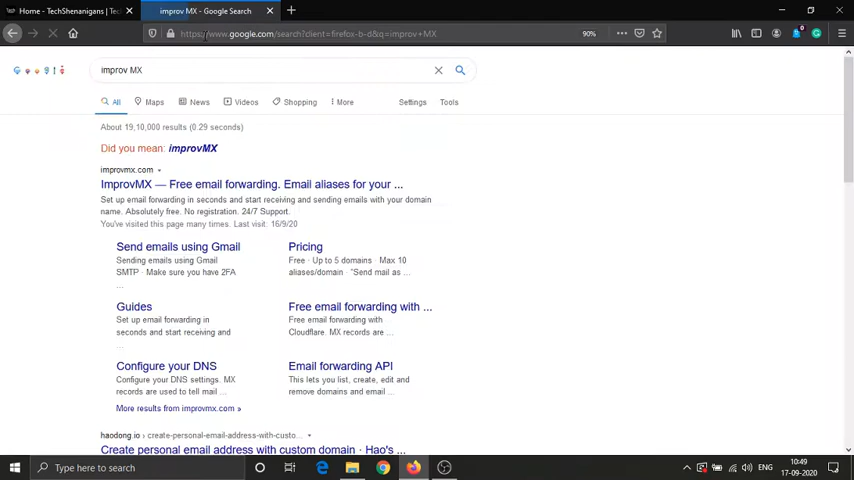 Home - TechShenanigans | Tec
improv MX - Google Search
https://www.google.com/search?client=firefox-b-d&q=improv+MX
90%
Google
improv MX
All
Maps
News
Videos
Shopping
More
Settings
Tools
About 19,10,000 results (0.29 seconds)
Did you mean: improvMX
improvmx.com
ImprovMX — Free email forwarding. Email aliases for your ...
Set up email forwarding in seconds and start receiving and sending emails with your domain
name. Absolutely free. No registration. 24/7 Support.
You've visited this page many times. Last visit: 16/9/20
Send emails using Gmail
Sending emails using Gmail
SMTP · Make sure you have 2FA
...
Pricing
Free · Up to 5 domains · Max 10
aliases/domain · "Send mail as ...
Guides
Set up email forwarding in
seconds and start receiving and
...
Free email forwarding with ...
Free email forwarding with
Cloudflare. MX records are ...
Configure your DNS
Configure your DNS settings. MX
records are used to tell mail ...
Email forwarding API
This lets you list, create, edit and
remove domains and email ...
More results from improvmx.com »
haodong.io › create-personal-email-address-with-custo...
Create personal email address with custom domain · Hao's ...
Type here to search
ENG
10:49
17-09-2020